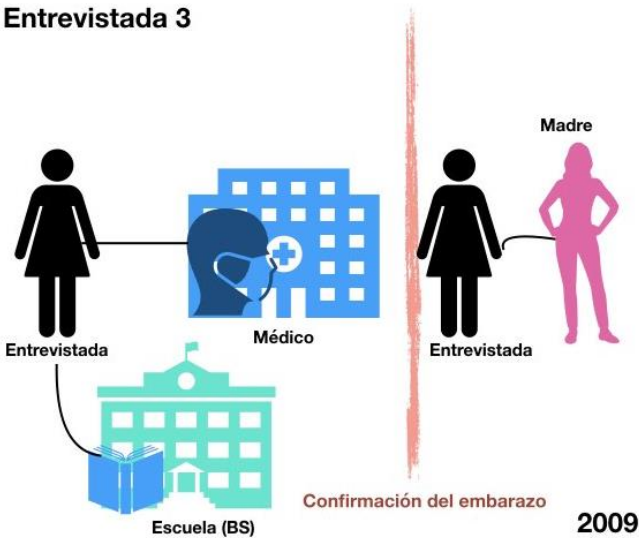 Entrevistada 3
Madre
Entrevistada
Médico
Entrevistada
Escuela (BS)
Confirmación del embarazo
2009